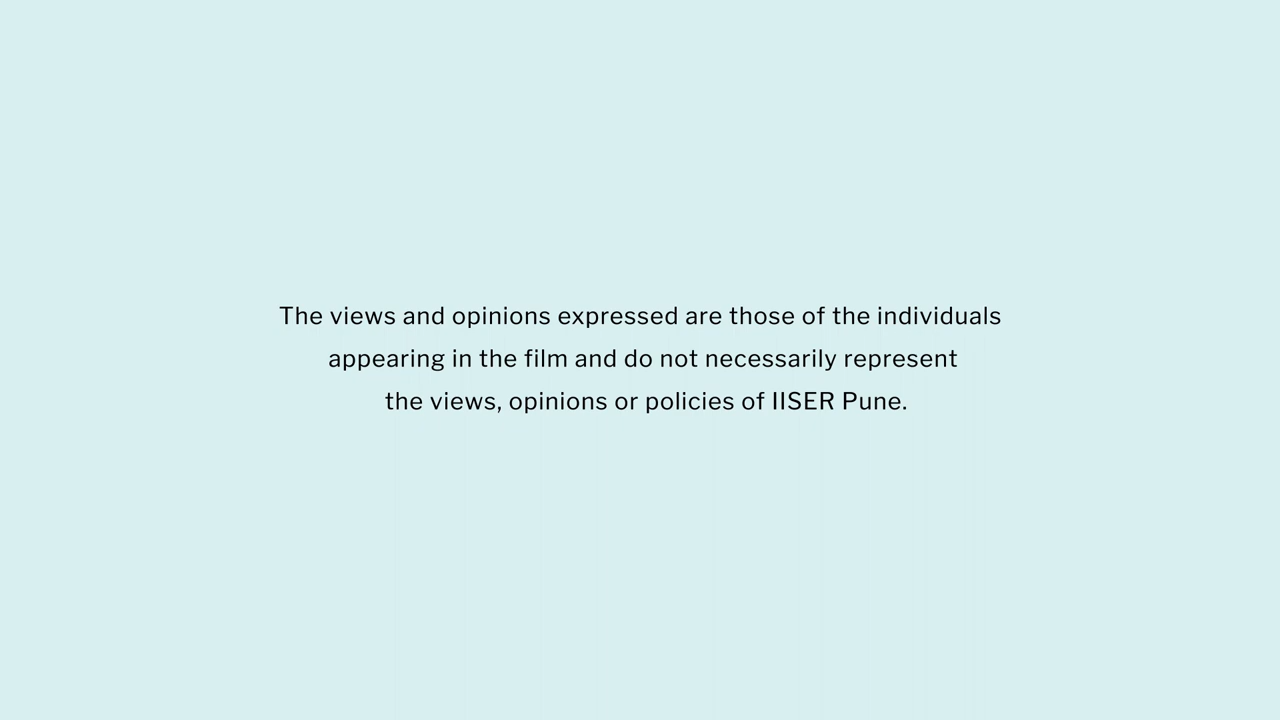 The views and opinions expressed are those of the individuals
appearing in the film and do not necessarily represent
the views, opinions or policies of IISER Pune.